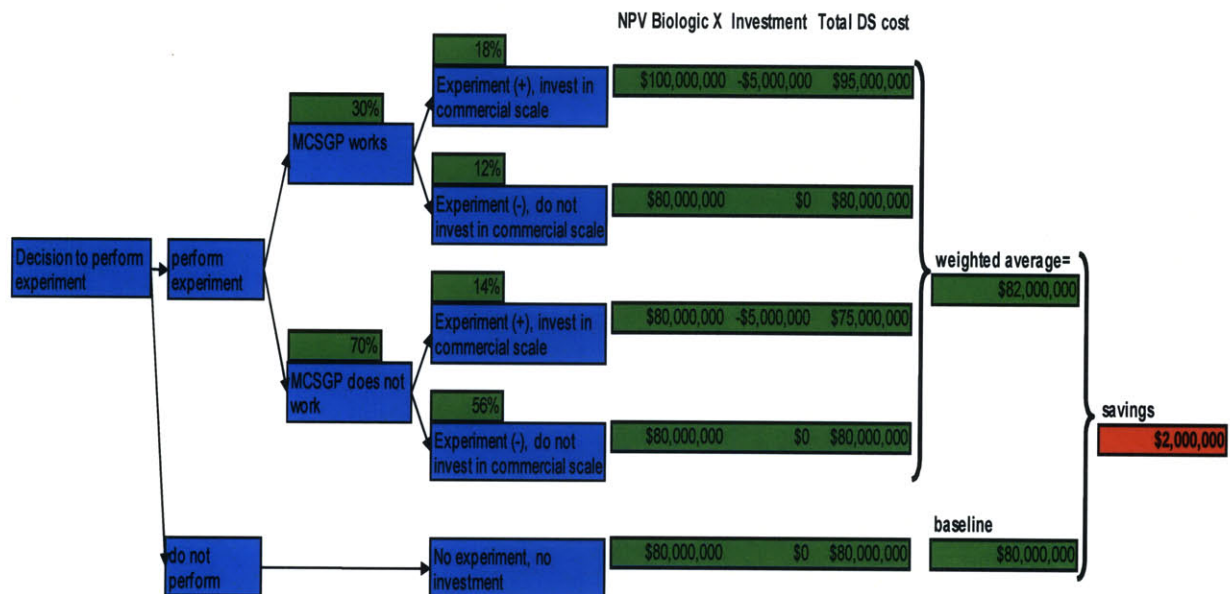 NPV Biologic X Investment Total DS cost
18%
Experiment (+), invest in
commercial scale
$100,000,000 -$5,000,000 $95,000,000
30%
MCSGP works
12%
Experiment (-), do not
invest in commercial scale
$80,000,000 $0 $80,000,000
Decision to perform
experiment
perform
experiment
weighted average=
$82,000,000
14%
Experiment (+), invest in
commercial scale
$80,000,000 -$5,000,000 $75,000,000
70%
MCSGP does not
work
56%
Experiment (-), do not
invest in commercial scale
$80,000,000 $0 $80,000,000
savings
$2,000,000
do not
perform
No experiment, no
investment
$80,000,000 $0 $80,000,000
baseline
$80,000,000